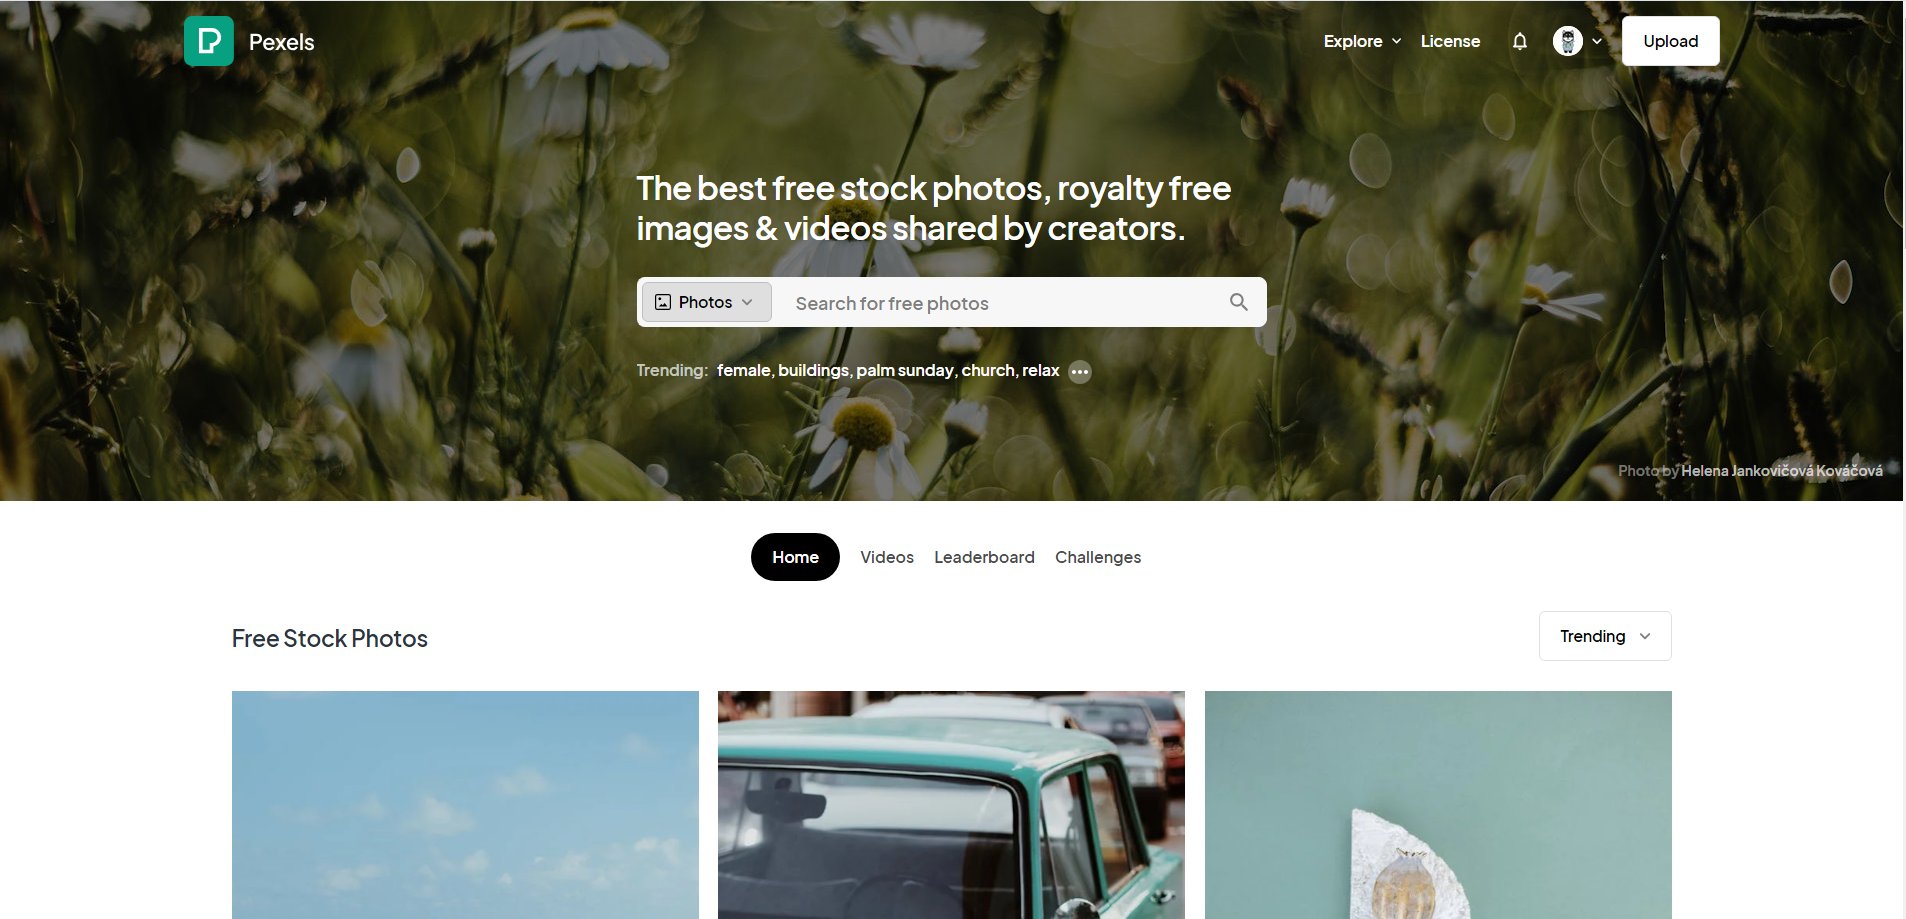 Pexels
Explore
License
Upload
The best free stock photos, royalty free
images & videos shared by creators.
Photos
Search for free photos
Trending: female, buildings, palm sunday, church, relax
Photo by Helena Jankovičová Kováčová
Home
Videos
Leaderboard
Challenges
Free Stock Photos
Trending